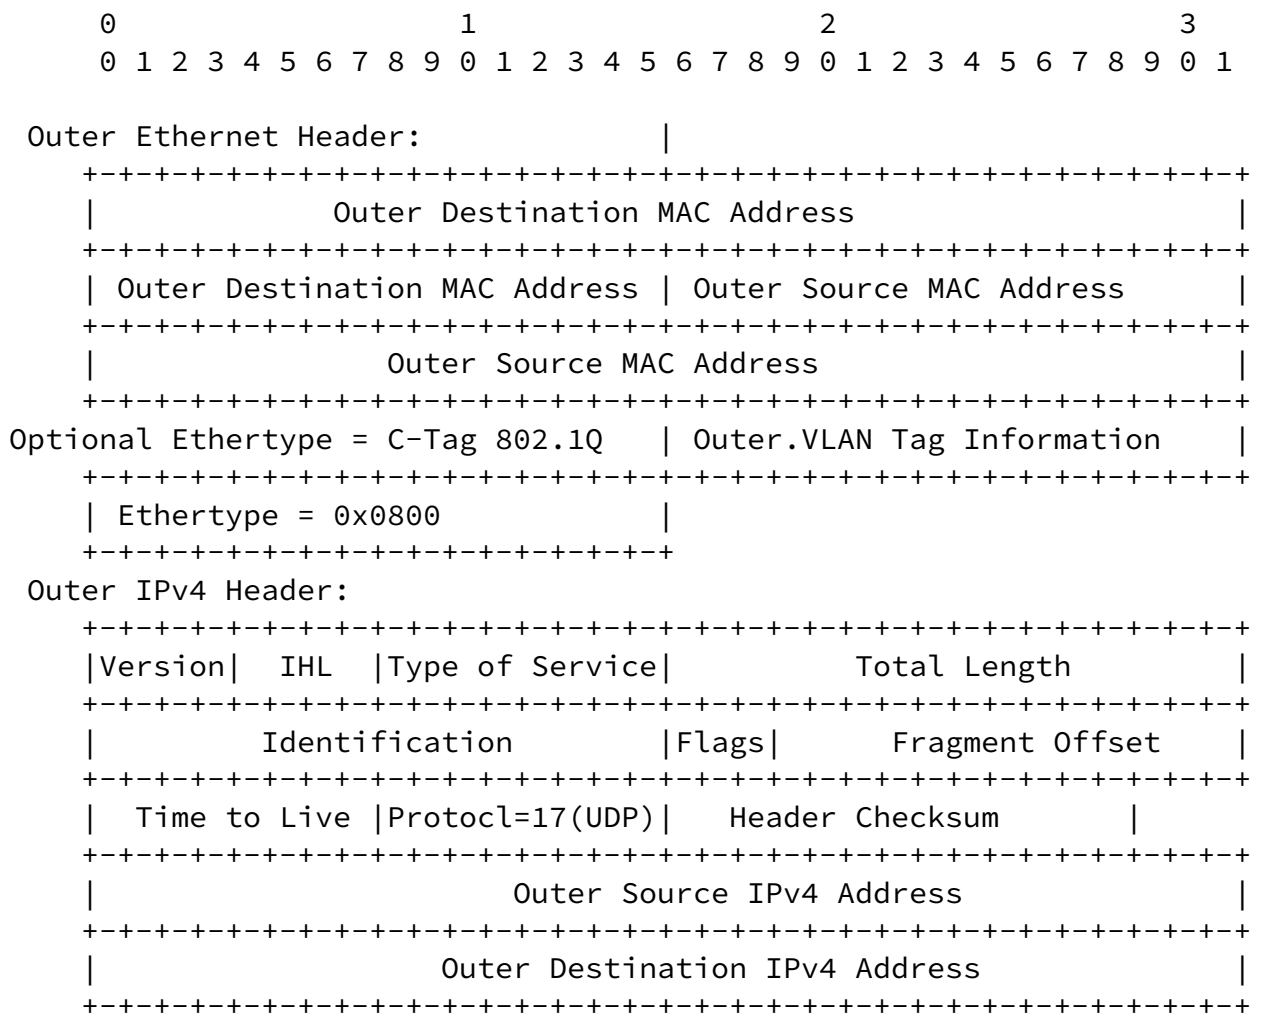 0                   1                   2                   3
     0 1 2 3 4 5 6 7 8 9 0 1 2 3 4 5 6 7 8 9 0 1 2 3 4 5 6 7 8 9 0 1

 Outer Ethernet Header:             |
    +-+-+-+-+-+-+-+-+-+-+-+-+-+-+-+-+-+-+-+-+-+-+-+-+-+-+-+-+-+-+-+-+
    |             Outer Destination MAC Address                     |
    +-+-+-+-+-+-+-+-+-+-+-+-+-+-+-+-+-+-+-+-+-+-+-+-+-+-+-+-+-+-+-+-+
    | Outer Destination MAC Address | Outer Source MAC Address      |
    +-+-+-+-+-+-+-+-+-+-+-+-+-+-+-+-+-+-+-+-+-+-+-+-+-+-+-+-+-+-+-+-+
    |                Outer Source MAC Address                       |
    +-+-+-+-+-+-+-+-+-+-+-+-+-+-+-+-+-+-+-+-+-+-+-+-+-+-+-+-+-+-+-+-+
Optional Ethertype = C-Tag 802.1Q   | Outer.VLAN Tag Information    |
    +-+-+-+-+-+-+-+-+-+-+-+-+-+-+-+-+-+-+-+-+-+-+-+-+-+-+-+-+-+-+-+-+
    | Ethertype = 0x0800            |
    +-+-+-+-+-+-+-+-+-+-+-+-+-+-+-+-+
 Outer IPv4 Header:
    +-+-+-+-+-+-+-+-+-+-+-+-+-+-+-+-+-+-+-+-+-+-+-+-+-+-+-+-+-+-+-+-+
    |Version|  IHL  |Type of Service|          Total Length         |
    +-+-+-+-+-+-+-+-+-+-+-+-+-+-+-+-+-+-+-+-+-+-+-+-+-+-+-+-+-+-+-+-+
    |         Identification        |Flags|      Fragment Offset    |
    +-+-+-+-+-+-+-+-+-+-+-+-+-+-+-+-+-+-+-+-+-+-+-+-+-+-+-+-+-+-+-+-+
    |  Time to Live |Protocl=17(UDP)|   Header Checksum       |
    +-+-+-+-+-+-+-+-+-+-+-+-+-+-+-+-+-+-+-+-+-+-+-+-+-+-+-+-+-+-+-+-+
    |                       Outer Source IPv4 Address               |
    +-+-+-+-+-+-+-+-+-+-+-+-+-+-+-+-+-+-+-+-+-+-+-+-+-+-+-+-+-+-+-+-+
    |                   Outer Destination IPv4 Address              |
    +-+-+-+-+-+-+-+-+-+-+-+-+-+-+-+-+-+-+-+-+-+-+-+-+-+-+-+-+-+-+-+-+